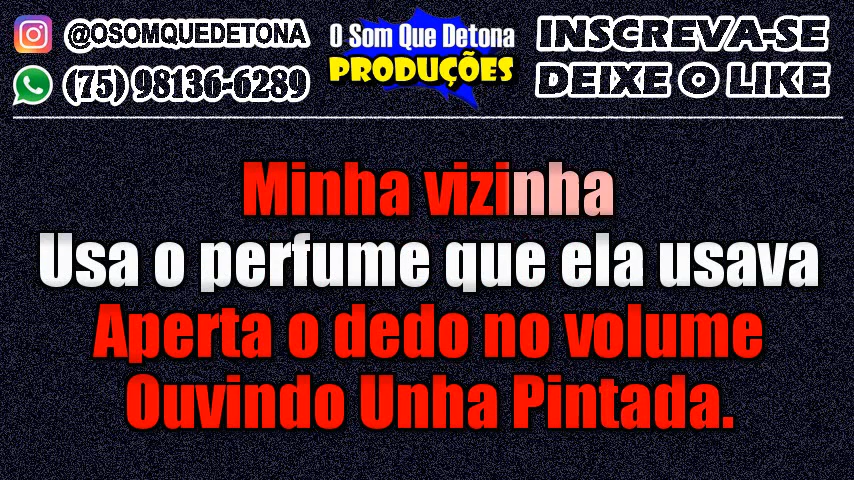 @OSOMQUEDETONA
(75) 98136-6289
O Som Que Detona
PRODUÇÕES
INSCREVA-SE
DEIXE O LIKE
Minha vizinha
Usa o perfume que ela usava
Aperta o dedo no volume
Ouvindo Unha Pintada.